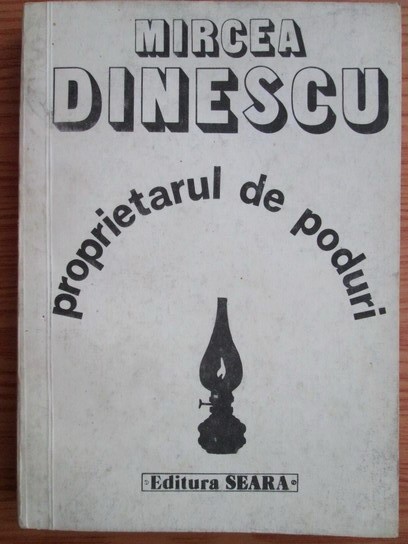 MIRCEA
DINESCU
proprietarul de poduri
Editura SEARA